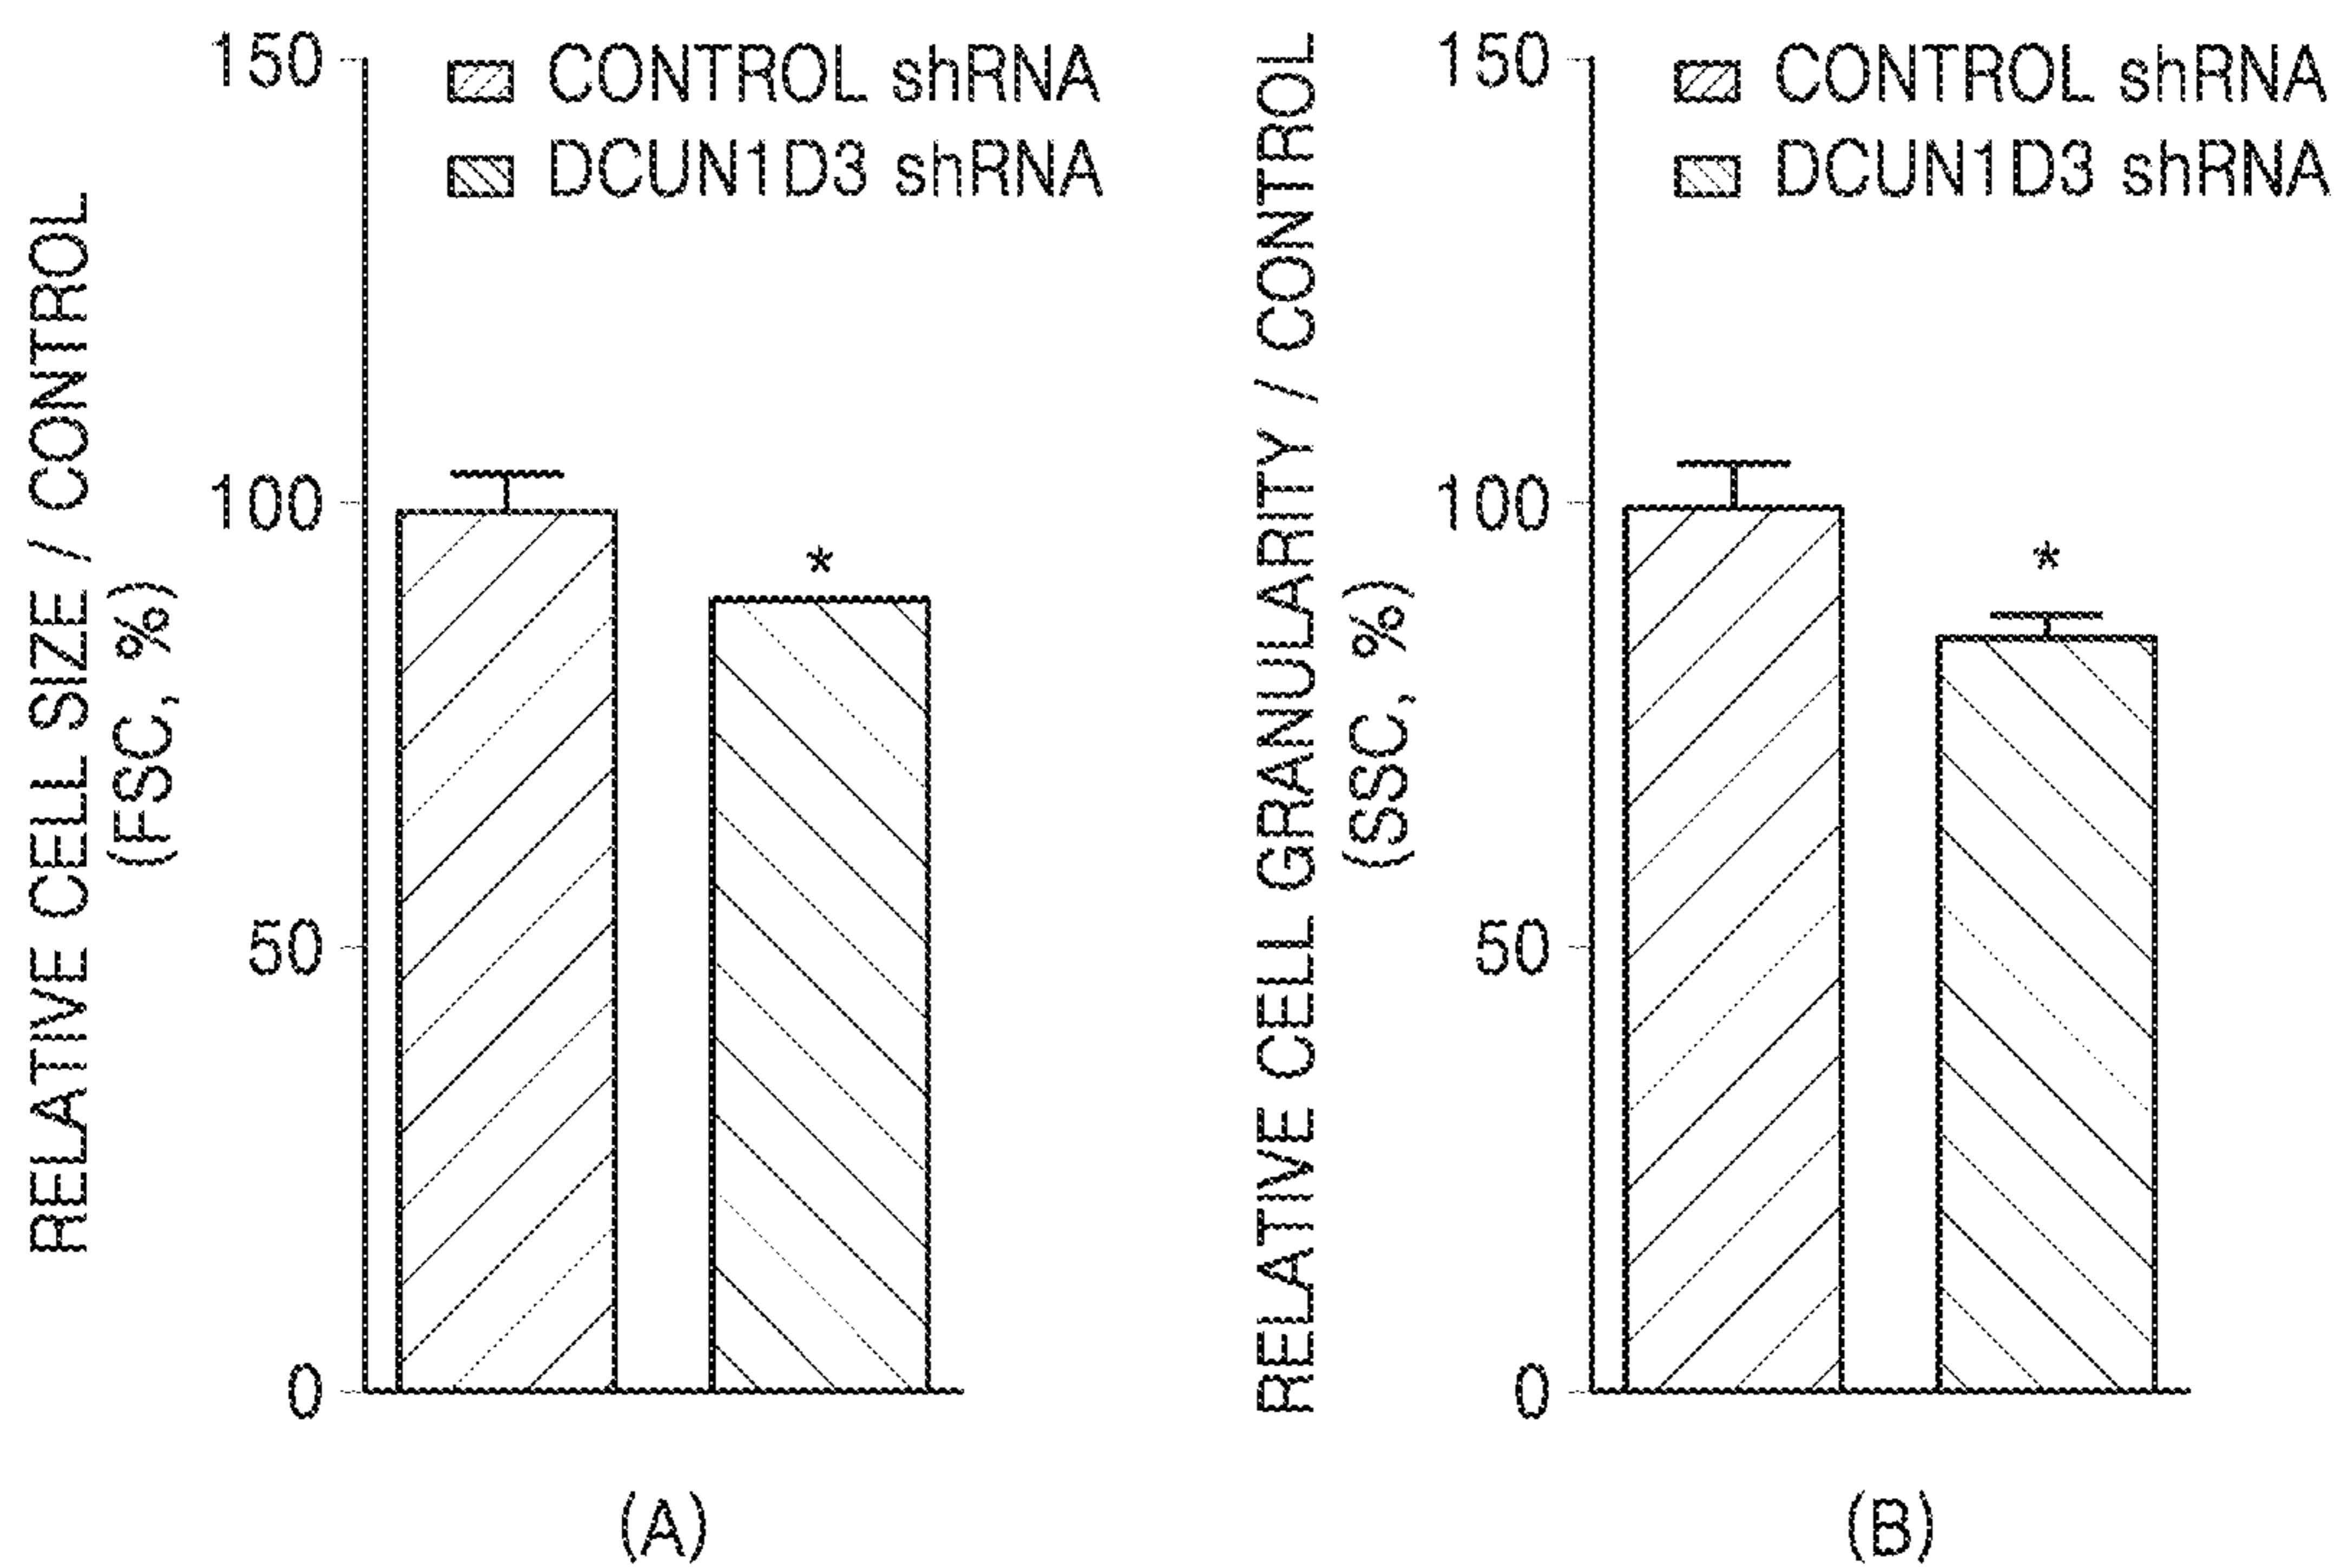 RELATIVE CELL SIZE / CONTROL
(FSC, %)
150
100
50
0
CONTROL shRNA
DCUN1D3 shRNA
*
(A)
RELATIVE CELL GRANULARITY / CONTROL
(SSC, %)
150
100
50
0
CONTROL shRNA
DCUN1D3 shRNA
*
(B)